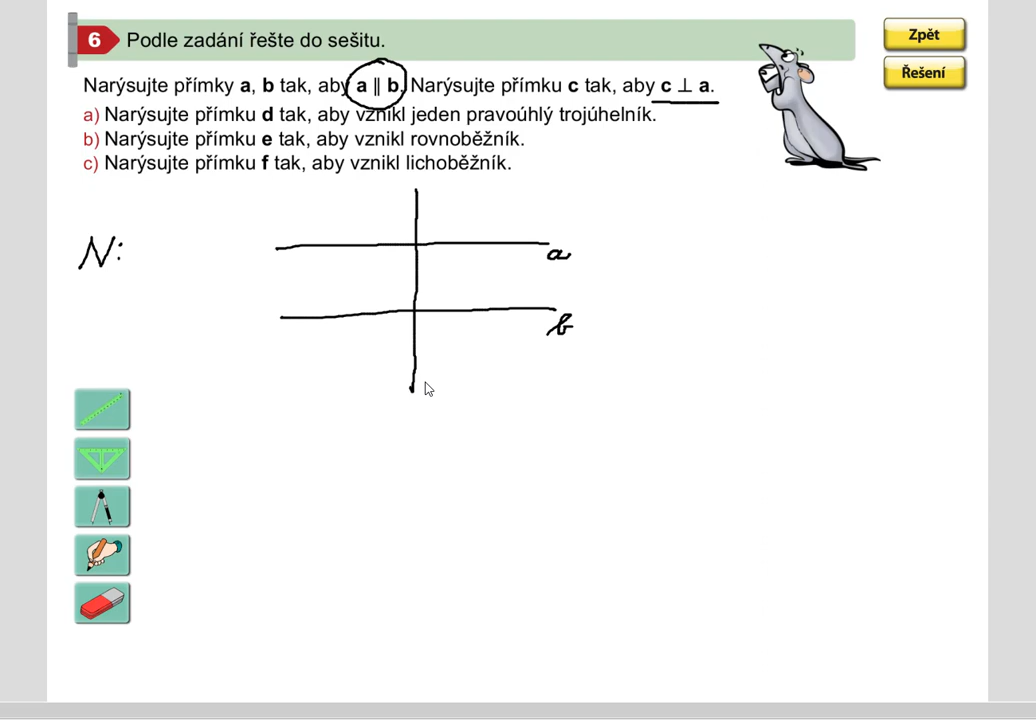 6 Podle zadání řešte do sešitu.
Zpět
Řešení
Narýsujte přímky a, b tak, aby a ∥ b. Narýsujte přímku c tak, aby c ⊥ a.
a) Narýsujte přímku d tak, aby vznikl jeden pravoúhlý trojúhelník.
b) Narýsujte přímku e tak, aby vznikl rovnoběžník.
c) Narýsujte přímku f tak, aby vznikl lichoběžník.
N:
a
b